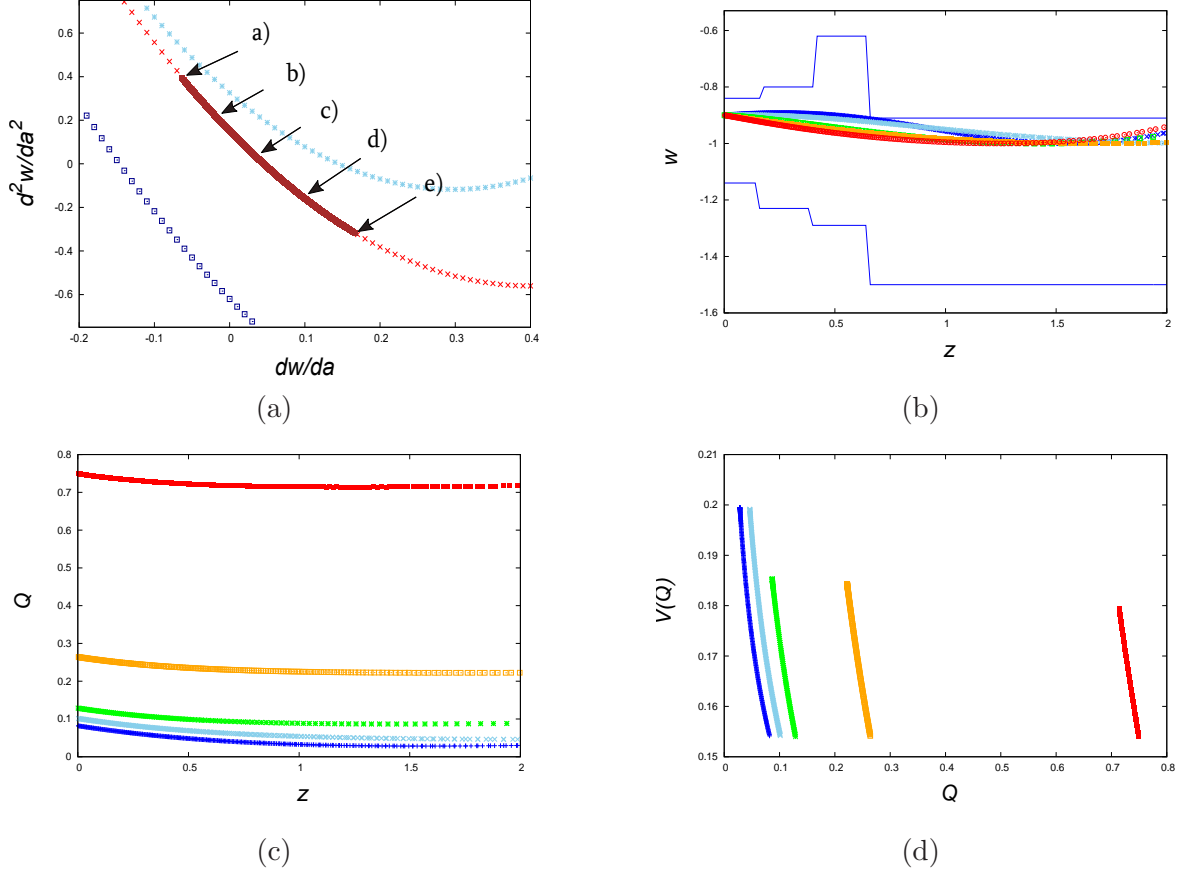 0.6
0.4
0.2
0
-0.2
-0.4
-0.6
-0.2 -0.1 0 0.1 0.2 0.3 0.4
d²w/da²
dw/da
a)
b)
c)
d)
e)
(a)
-0.6
-0.8
-1
-1.2
-1.4
-1.6
0 0.5 1 1.5 2
w
z
(b)
0.8
0.7
0.6
0.5
0.4
0.3
0.2
0.1
0
0 0.5 1 1.5 2
Q
z
(c)
0.21
0.2
0.19
0.18
0.17
0.16
0.15
0 0.1 0.2 0.3 0.4 0.5 0.6 0.7 0.8
V(Q)
Q
(d)